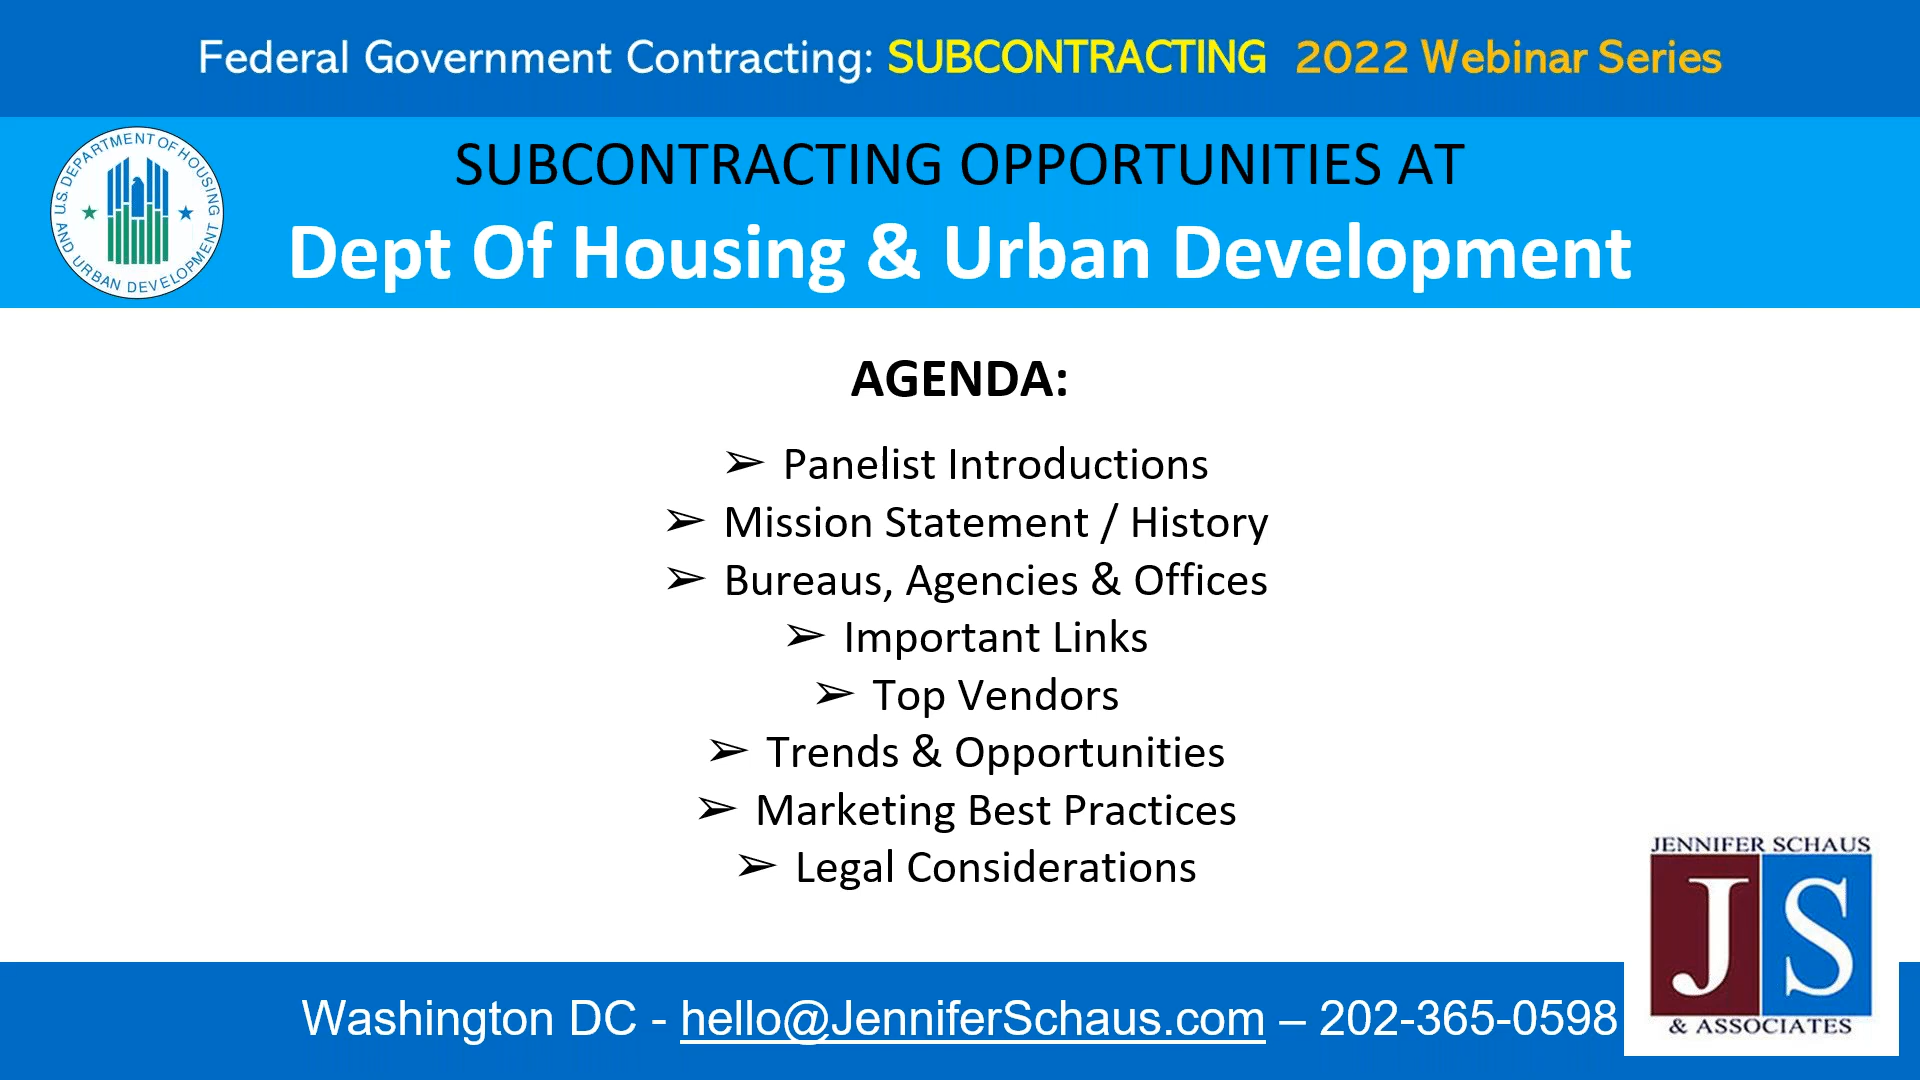 Federal Government Contracting: SUBCONTRACTING 2022 Webinar Series
U.S. DEPARTMENT OF HOUSING AND URBAN DEVELOPMENT
SUBCONTRACTING OPPORTUNITIES AT
Dept Of Housing & Urban Development
AGENDA:
➢ Panelist Introductions
➢ Mission Statement / History
➢ Bureaus, Agencies & Offices
➢ Important Links
➢ Top Vendors
➢ Trends & Opportunities
➢ Marketing Best Practices
➢ Legal Considerations
JENNIFER SCHAUS
JS
& ASSOCIATES
Washington DC - hello@JenniferSchaus.com – 202-365-0598